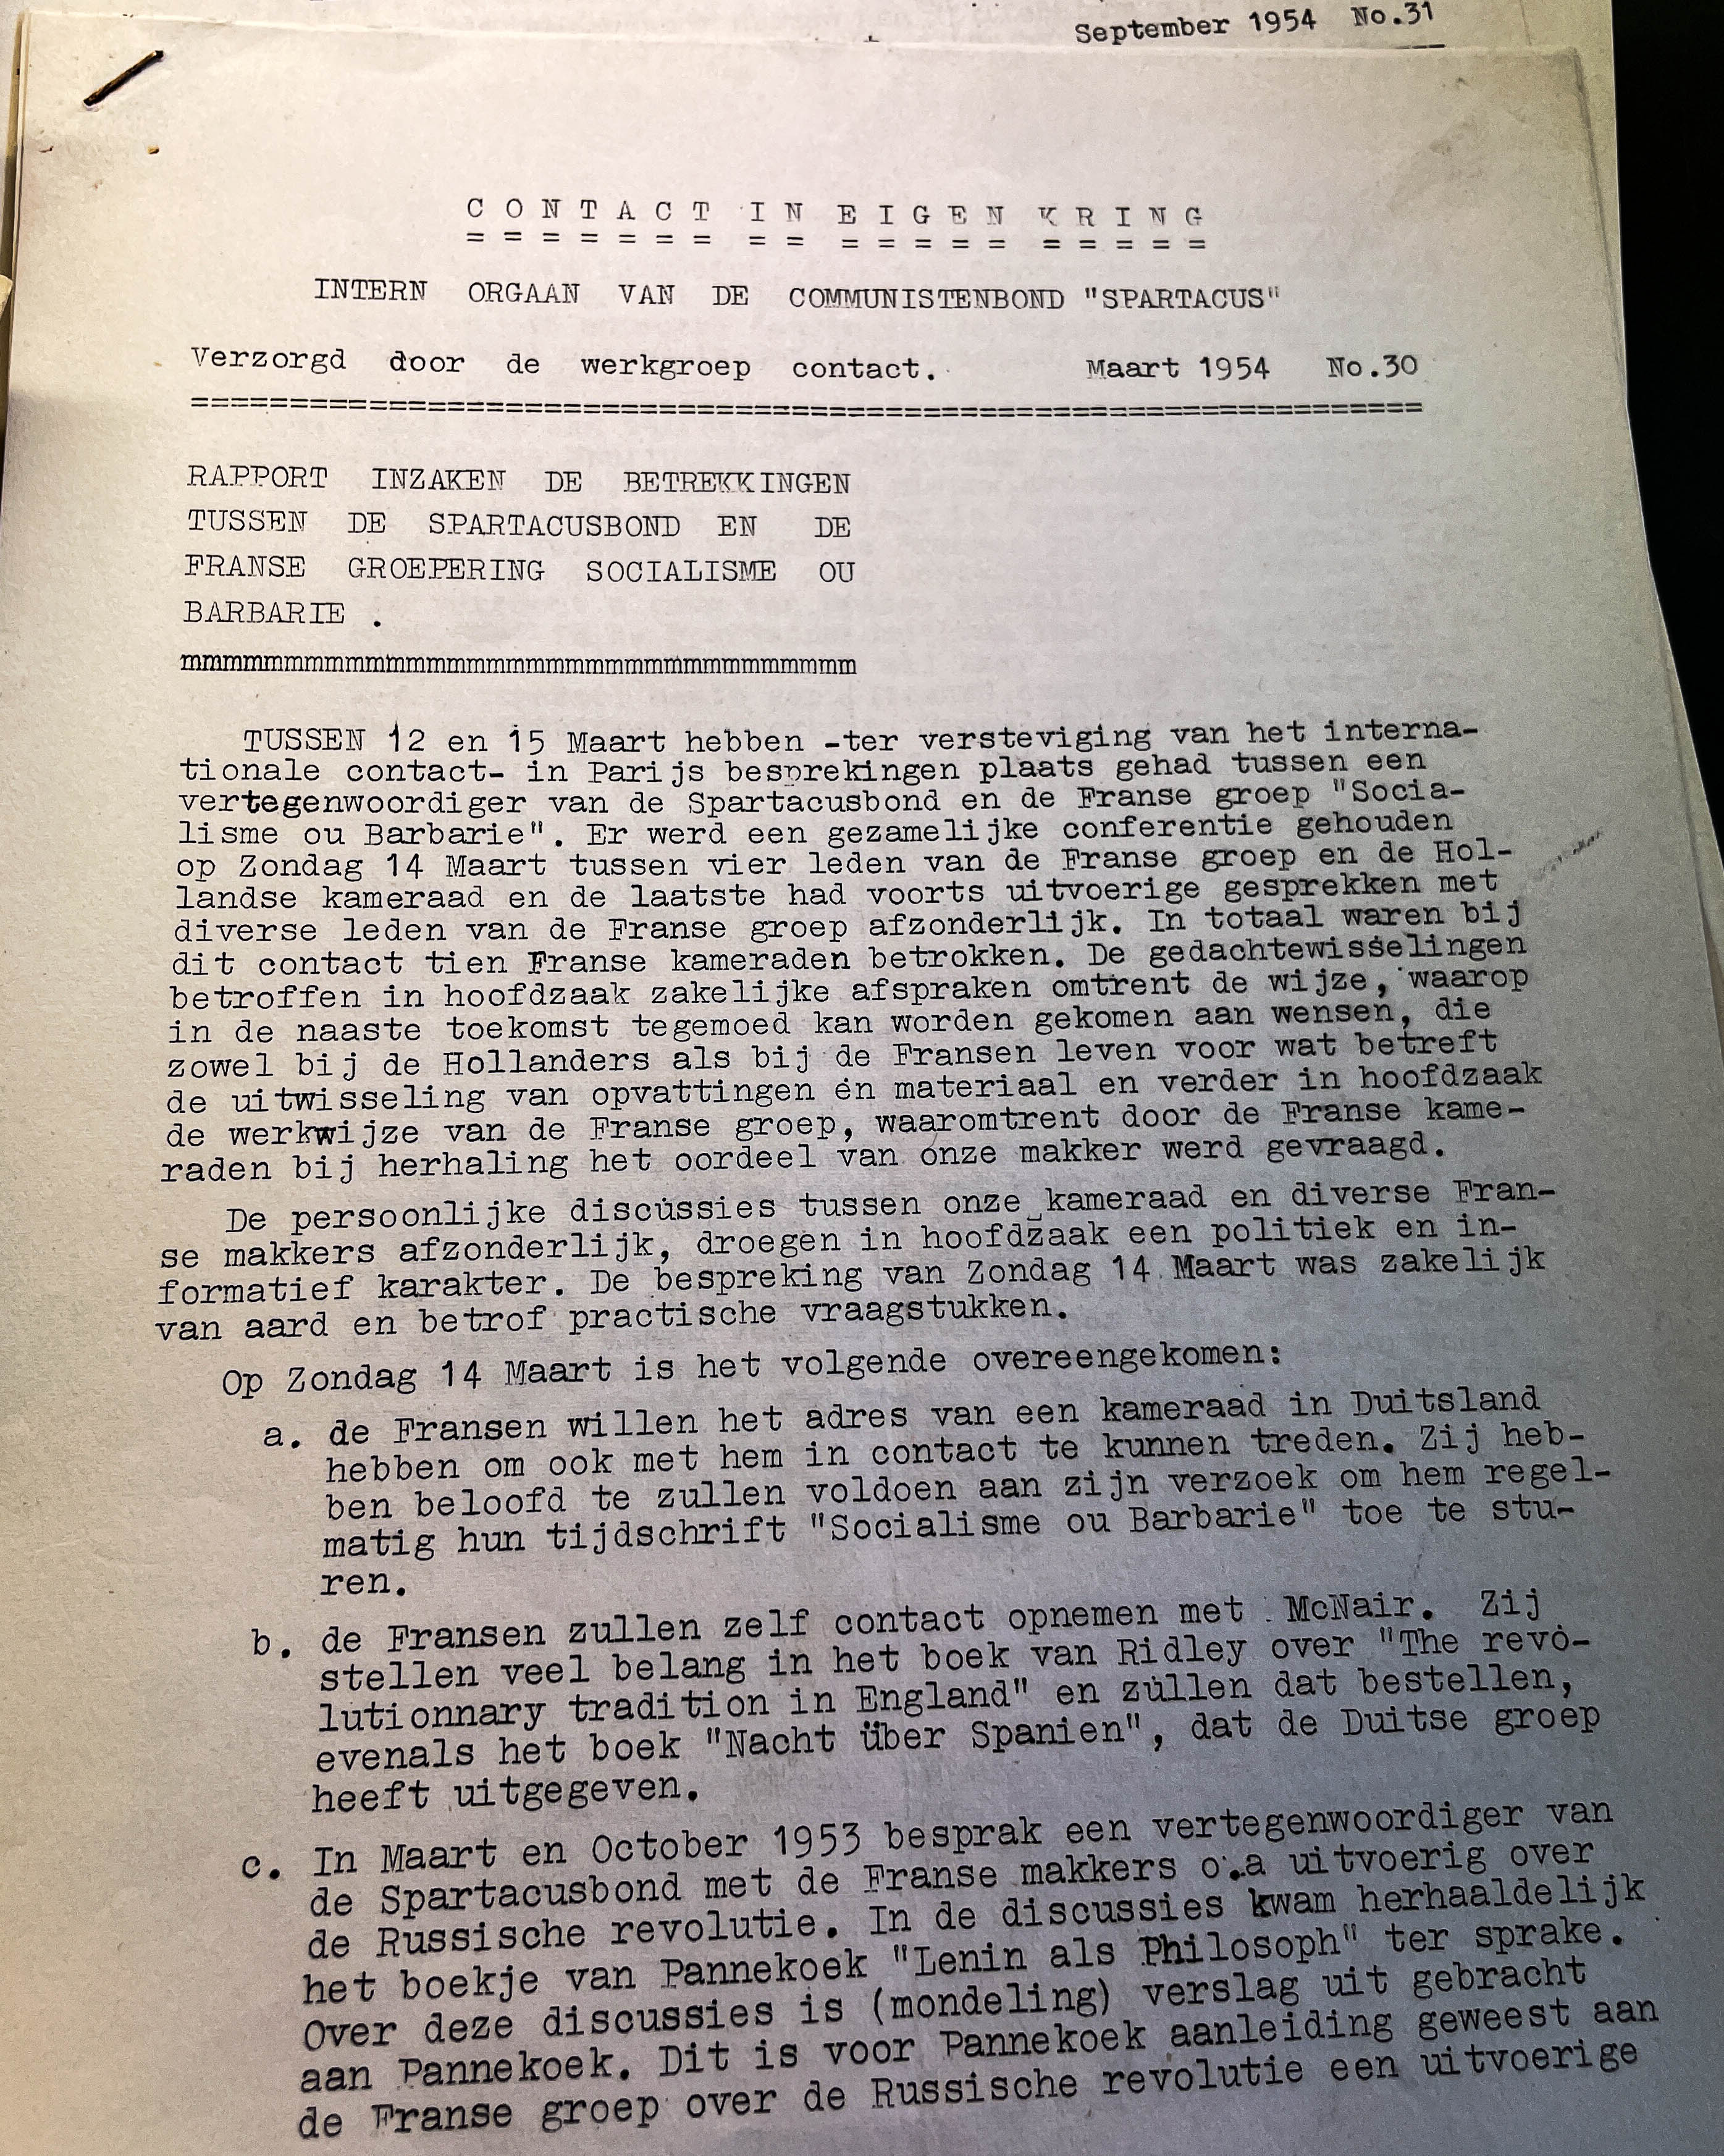 September 1954 No.31
CONTACT IN EIGEN KRING
======= == ===== =====
INTERN ORGAAN VAN DE COMMUNISTENBOND "SPARTACUS"
Verzorgd door de werkgroep contact. Maart 1954 No.30
==========================================================================
RAPPORT INZAKEN DE BETREKKINGEN
TUSSEN DE SPARTACUSBOND EN DE
FRANSE GROEPERING SOCIALISME OU
BARBARIE .
mmmmmmmmmmmmmmmmmmmmmmmmmmmmmmmmm
TUSSEN 12 en 15 Maart hebben -ter versteviging van het interna-
tionale contact- in Parijs besprekingen plaats gehad tussen een
vertegenwoordiger van de Spartacusbond en de Franse groep "Socia-
lisme ou Barbarie". Er werd een gezamelijke conferentie gehouden
op Zondag 14 Maart tussen vier leden van de Franse groep en de Hol-
landse kameraad en de laatste had voorts uitvoerige gesprekken met
diverse leden van de Franse groep afzonderlijk. In totaal waren bij
dit contact tien Franse kameraden betrokken. De gedachtewisselingen
betroffen in hoofdzaak zakelijke afspraken omtrent de wijze, waarop
in de naaste toekomst tegemoed kan worden gekomen aan wensen, die
zowel bij de Hollanders als bij de Fransen leven voor wat betreft
de uitwisseling van opvattingen én materiaal en verder in hoofdzaak
de werkwijze van de Franse groep, waaromtrent door de Franse kame-
raden bij herhaling het oordeel van onze makker werd gevraagd.
De persoonlijke discussies tussen onze kameraad en diverse Fran-
se makkers afzonderlijk, droegen in hoofdzaak een politiek en in-
formatief karakter. De bespreking van Zondag 14 Maart was zakelijk
van aard en betrof practische vraagstukken.
Op Zondag 14 Maart is het volgende overeengekomen:
a. de Fransen willen het adres van een kameraad in Duitsland
hebben om ook met hem in contact te kunnen treden. Zij heb-
ben beloofd te zullen voldoen aan zijn verzoek om hem regel-
matig hun tijdschrift "Socialisme ou Barbarie" toe te stu-
ren.
b. de Fransen zullen zelf contact opnemen met McNair. Zij
stellen veel belang in het boek van Ridley over "The revo-
lutionnary tradition in England" en zullen dat bestellen,
evenals het boek "Nacht über Spanien", dat de Duitse groep
heeft uitgegeven.
c. In Maart en October 1953 besprak een vertegenwoordiger van
de Spartacusbond met de Franse makkers o.a uitvoerig over
de Russische revolutie. In de discussies kwam herhaaldelijk
het boekje van Pannekoek "Lenin als Philosoph" ter sprake.
Over deze discussies is (mondeling) verslag uit gebracht
aan Pannekoek. Dit is voor Pannekoek aanleiding geweest aan
de Franse groep over de Russische revolutie een uitvoerige